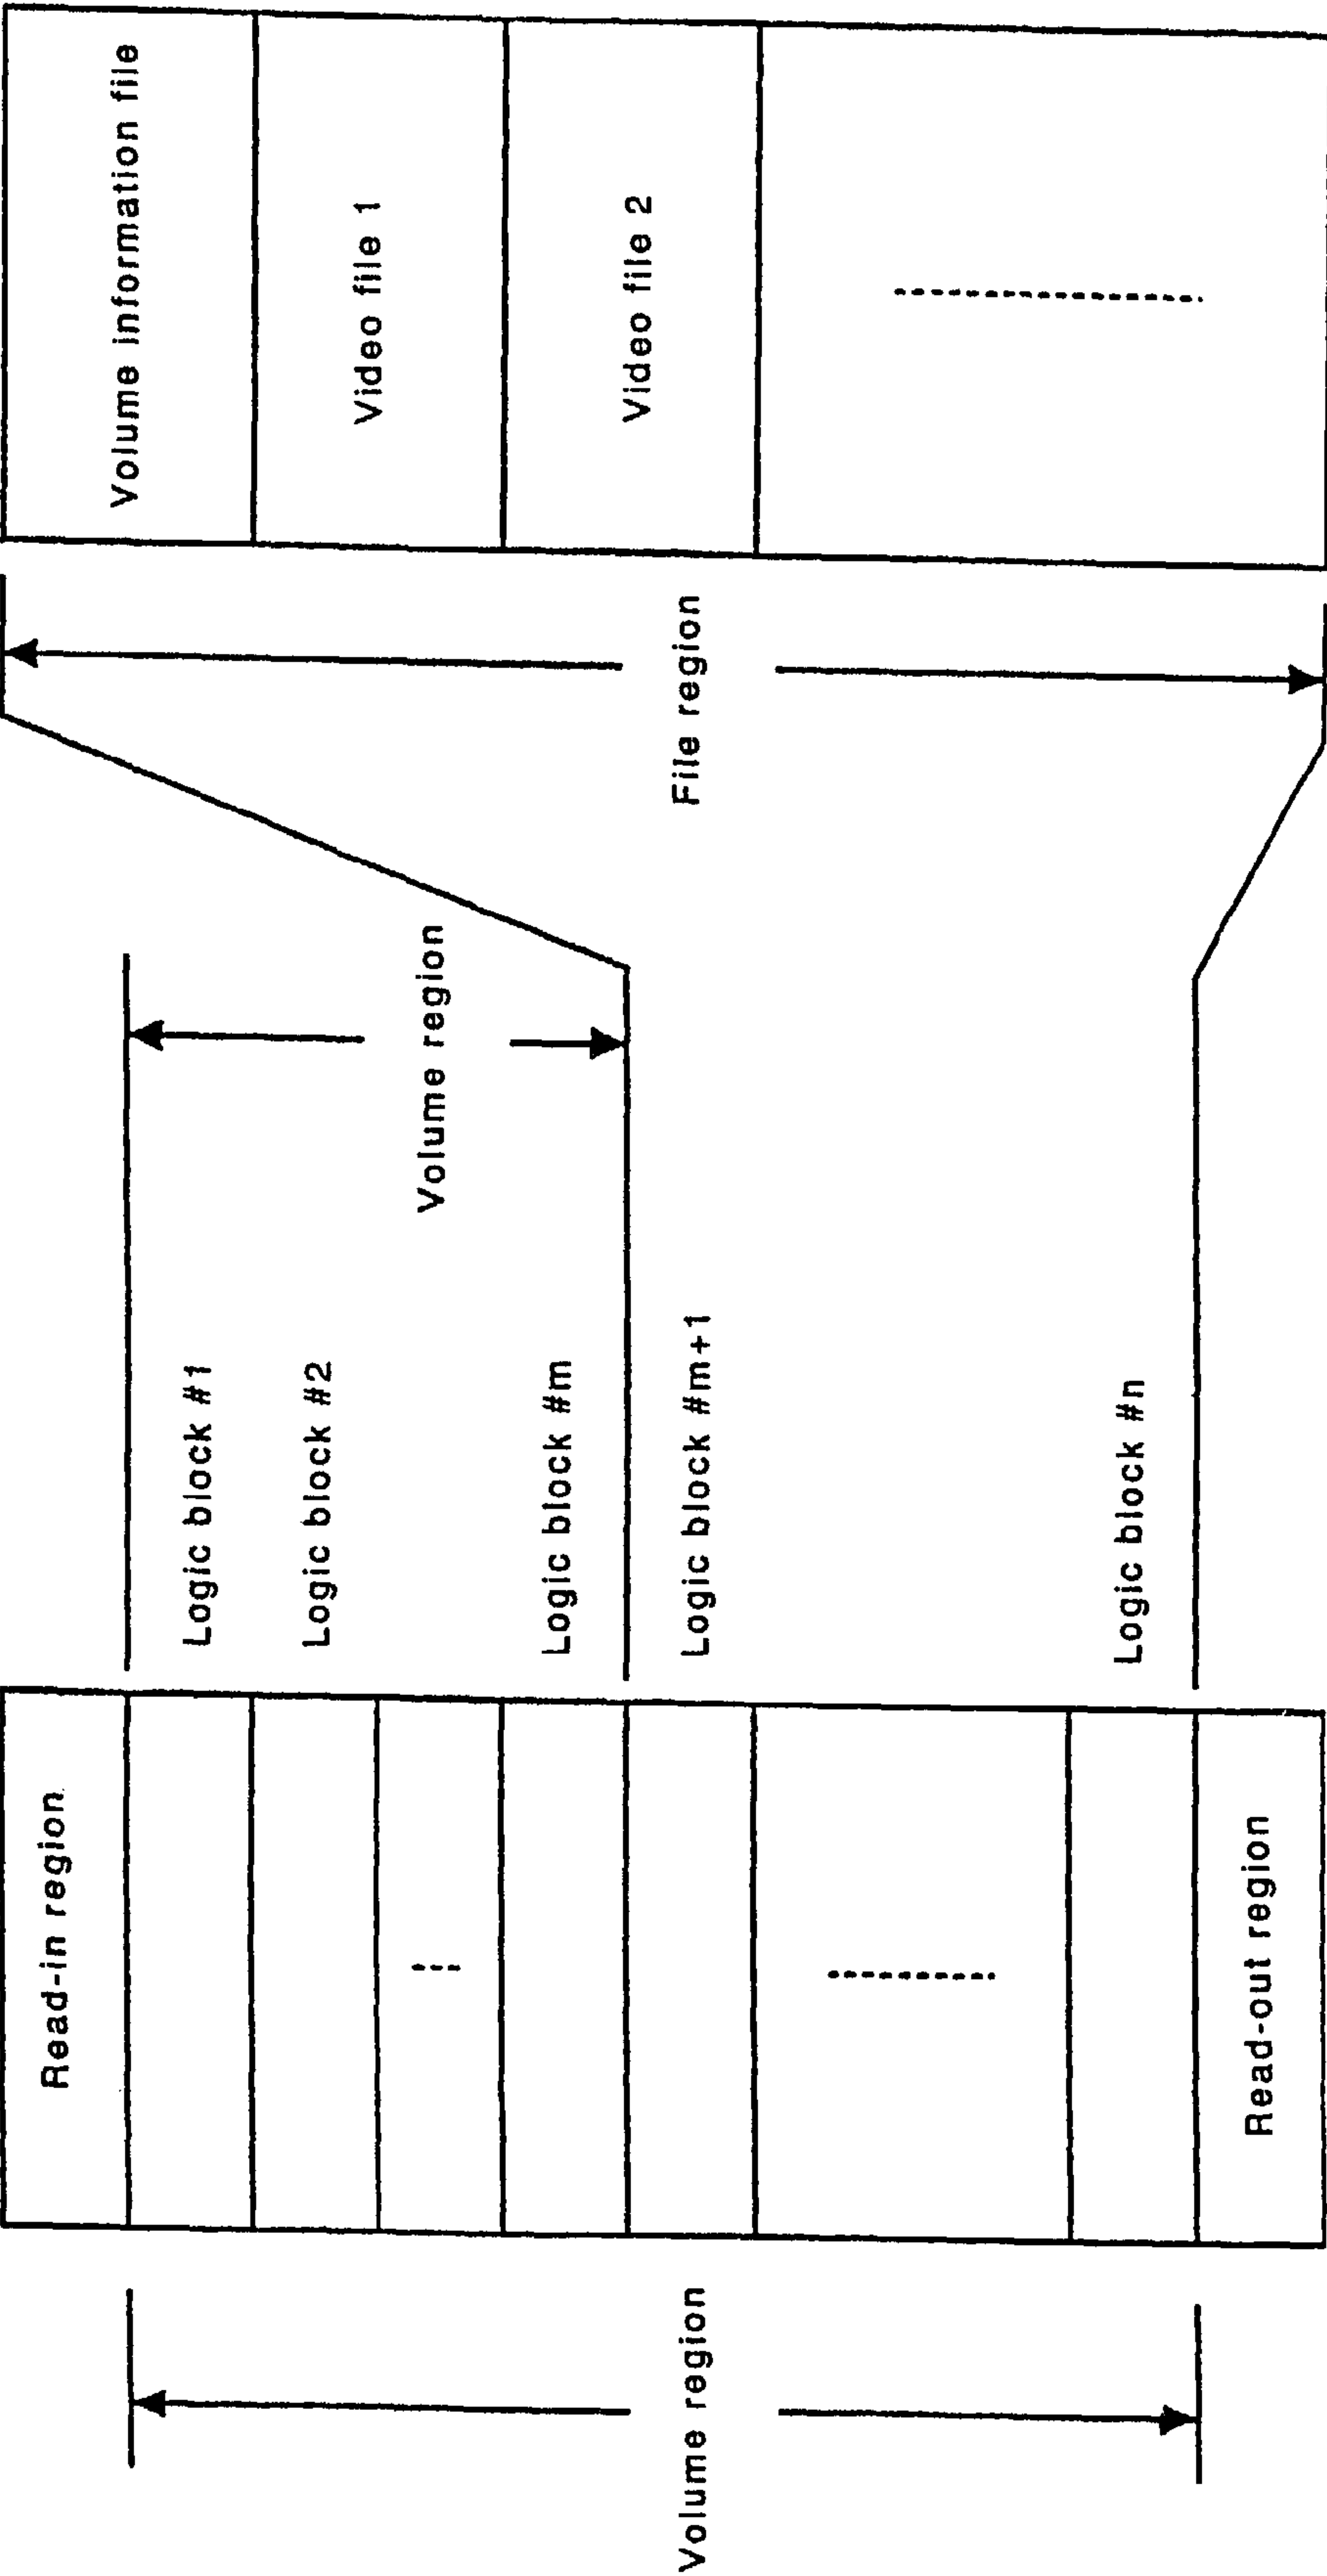 Read-in region
Logic block #1
Logic block #2
Logic block #m
Logic block #m+1
Logic block #n
Read-out region
Volume region
Volume region
File region
Volume information file
Video file 1
Video file 2